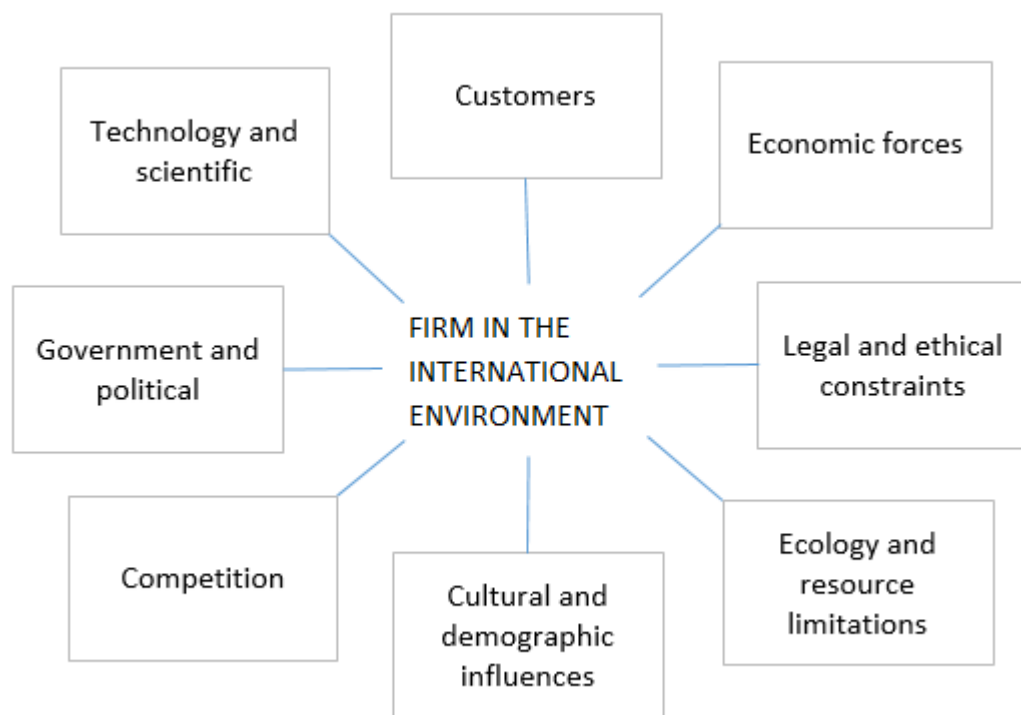 Customers
Technology and
scientific
Economic forces
Government and
political
FIRM IN THE
INTERNATIONAL
ENVIRONMENT
Legal and ethical
constraints
Competition
Cultural and
demographic
influences
Ecology and
resource
limitations